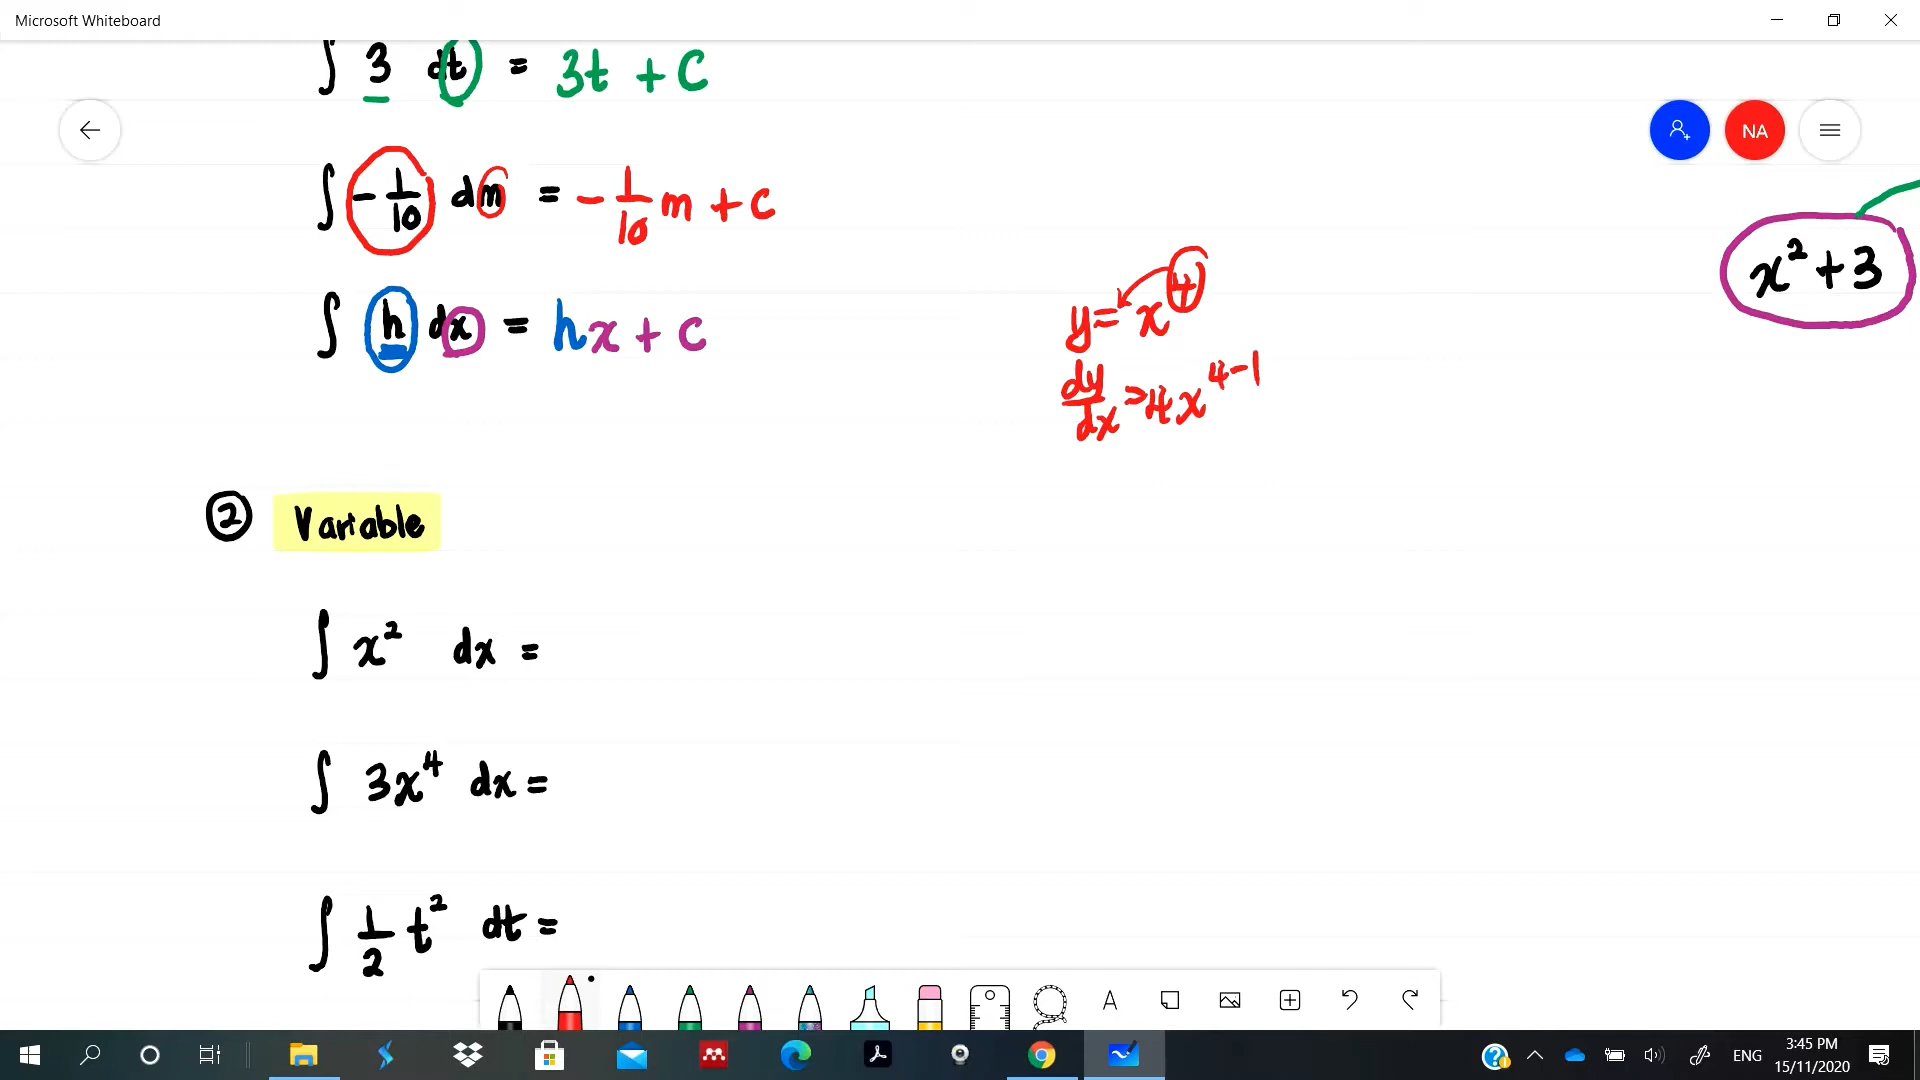 Microsoft Whiteboard
∫ 3 dt = 3t + C
NA
∫ -1/10 dm = -1/10 m + c
x² + 3
∫ h dx = hx + c
y = x⁴
dy/dx = 4x⁴⁻¹
② Variable
∫ x² dx =
∫ 3x⁴ dx =
∫ 1/2 t² dt =
A
ENG
3:45 PM
15/11/2020